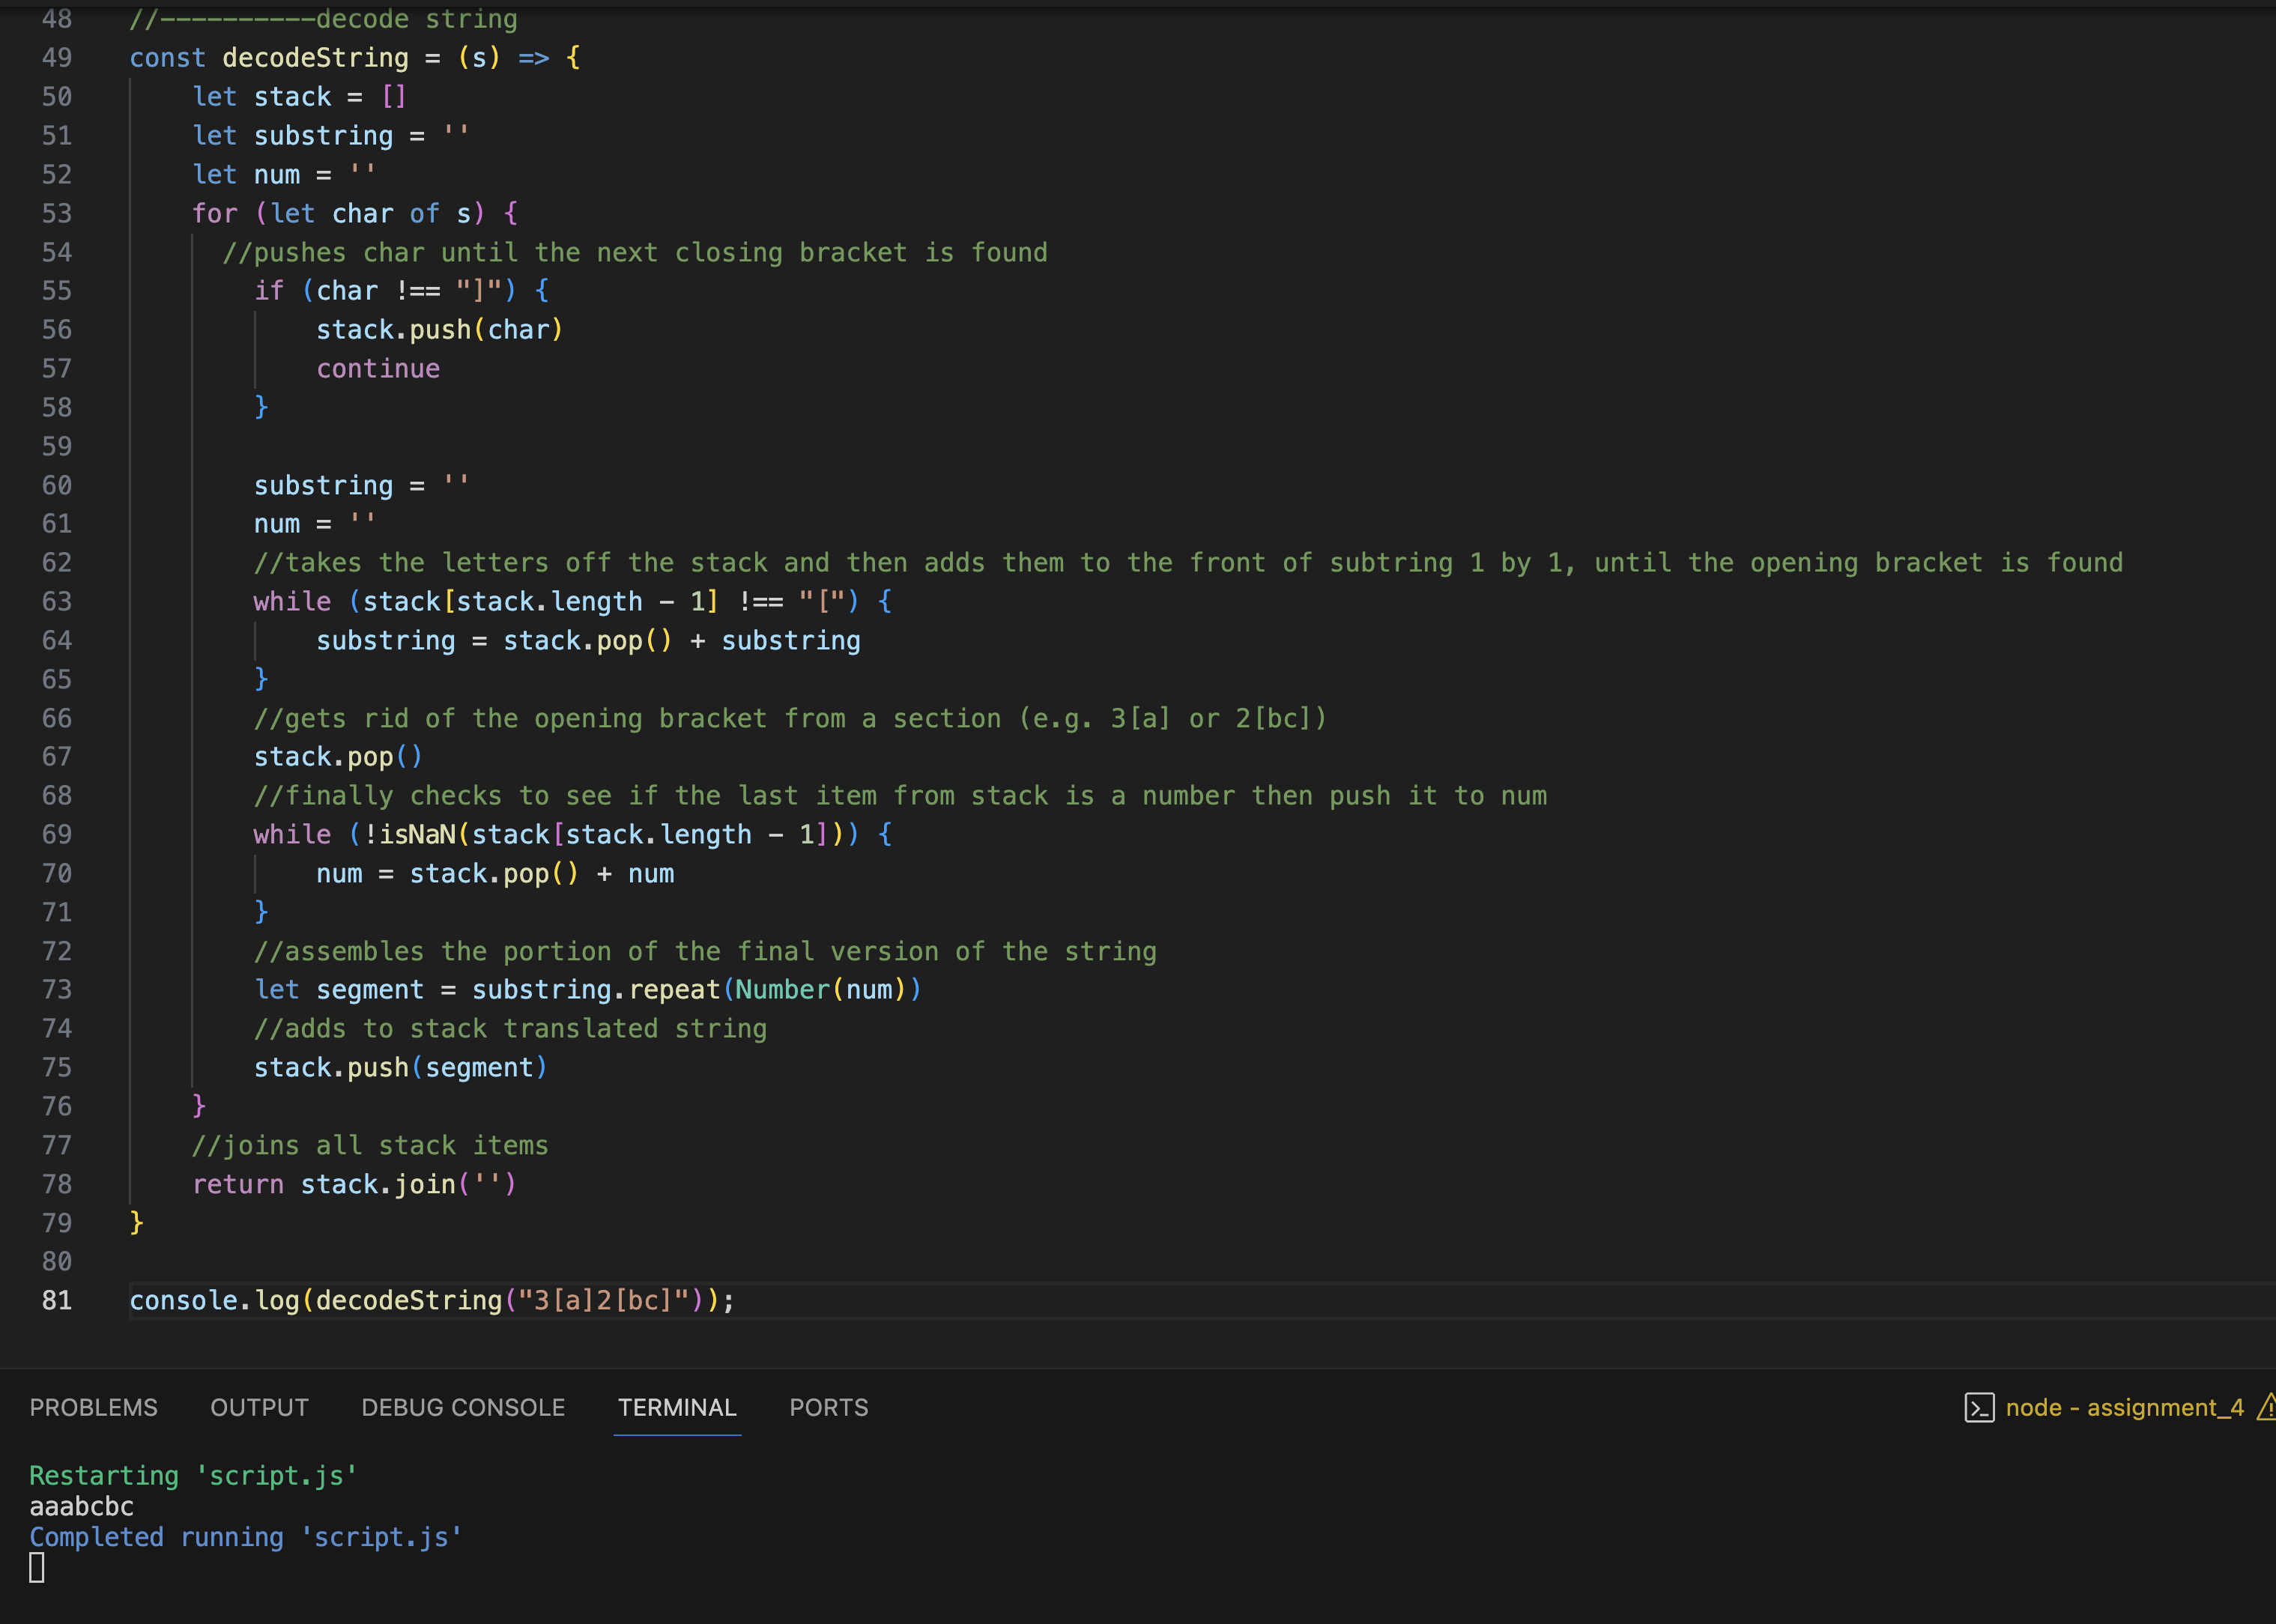 48 //----------decode string
49 const decodeString = (s) => {
50 let stack = []
51 let substring = ''
52 let num = ''
53 for (let char of s) {
54 //pushes char until the next closing bracket is found
55 if (char !== "]") {
56 stack.push(char)
57 continue
58 }
59
60 substring = ''
61 num = ''
62 //takes the letters off the stack and then adds them to the front of subtring 1 by 1, until the opening bracket is found
63 while (stack[stack.length - 1] !== "[") {
64 substring = stack.pop() + substring
65 }
66 //gets rid of the opening bracket from a section (e.g. 3[a] or 2[bc])
67 stack.pop()
68 //finally checks to see if the last item from stack is a number then push it to num
69 while (!isNaN(stack[stack.length - 1])) {
70 num = stack.pop() + num
71 }
72 //assembles the portion of the final version of the string
73 let segment = substring.repeat(Number(num))
74 //adds to stack translated string
75 stack.push(segment)
76 }
77 //joins all stack items
78 return stack.join('')
79 }
80
81 console.log(decodeString("3[a]2[bc]"));
PROBLEMS OUTPUT DEBUG CONSOLE TERMINAL PORTS node - assignment_4
Restarting 'script.js'
aaabcbc
Completed running 'script.js'